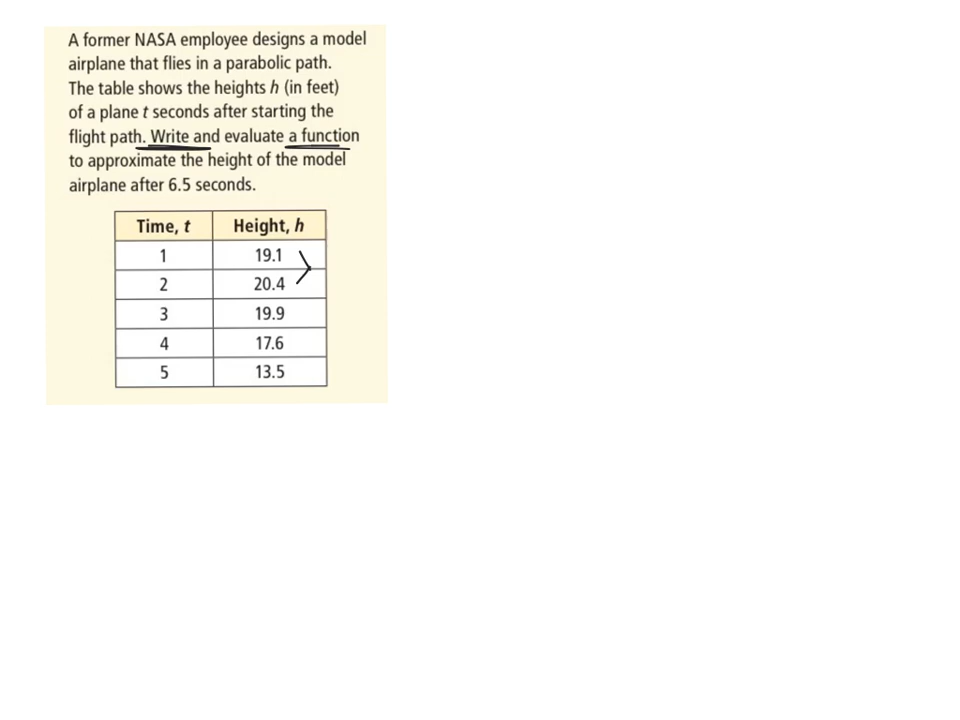 A former NASA employee designs a model
airplane that flies in a parabolic path.
The table shows the heights h (in feet)
of a plane t seconds after starting the
flight path. Write and evaluate a function
to approximate the height of the model
airplane after 6.5 seconds.
Time, t Height, h
1 19.1
2 20.4
3 19.9
4 17.6
5 13.5